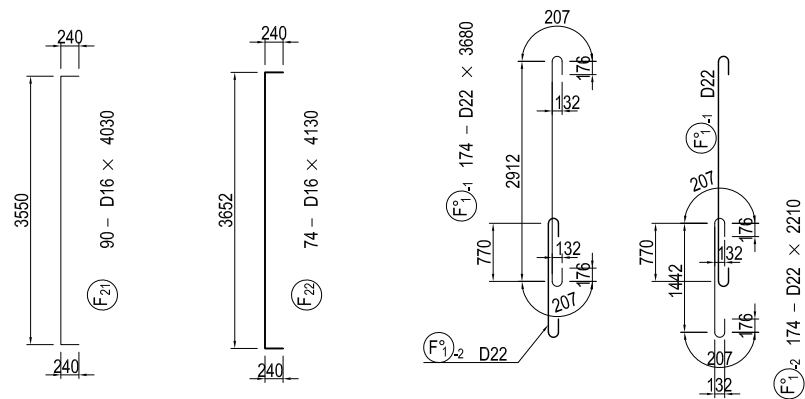 240
3550
90 – D16 × 4030
F21
240
240
3652
74 – D16 × 4130
F22
240
207
176
132
2912
F°1-1 174 – D22 × 3680
770
132
176
207
F°1-2 D22
F°1-1 D22
207
176
132
770
1442
176
207
132
F°1-2 174 – D22 × 2210